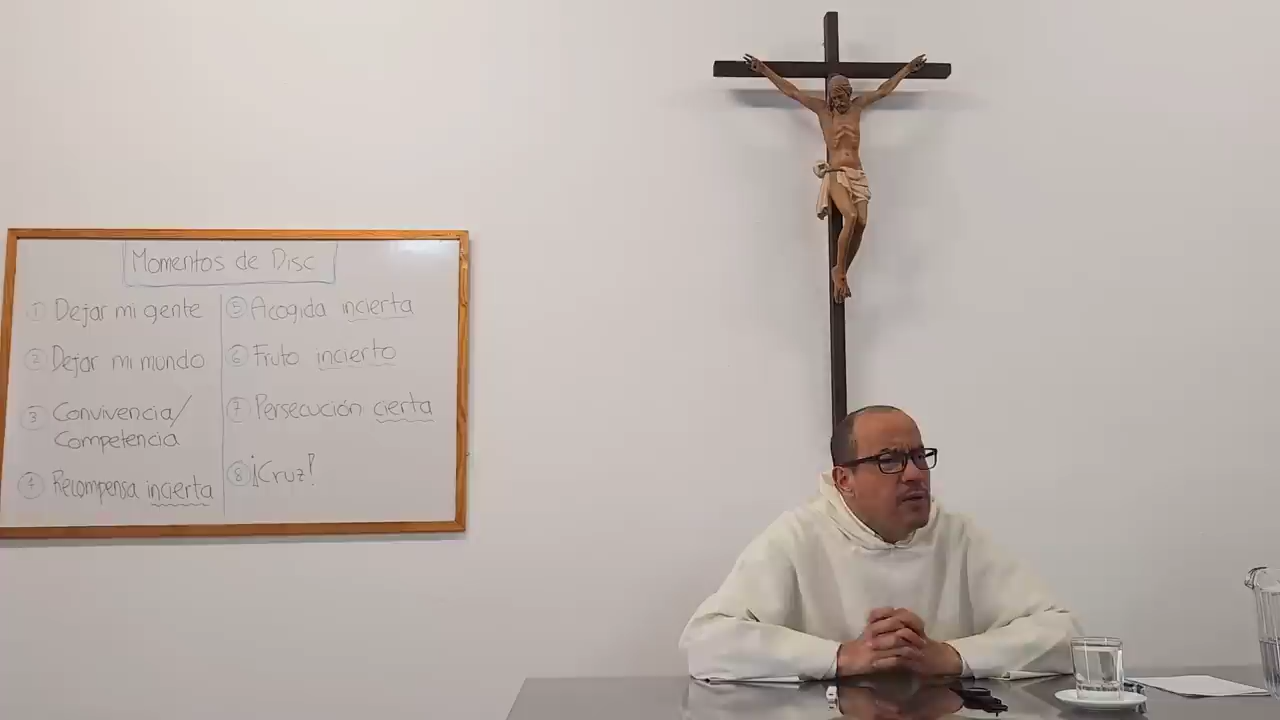 Momentos de Disc
① Dejar mi gente
② Dejar mi mundo
③ Convivencia/
Competencia
④ Recompensa incierta
⑤ Acogida incierta
⑥ Fruto incierto
⑦ Persecución cierta
⑧ ¡Cruz!